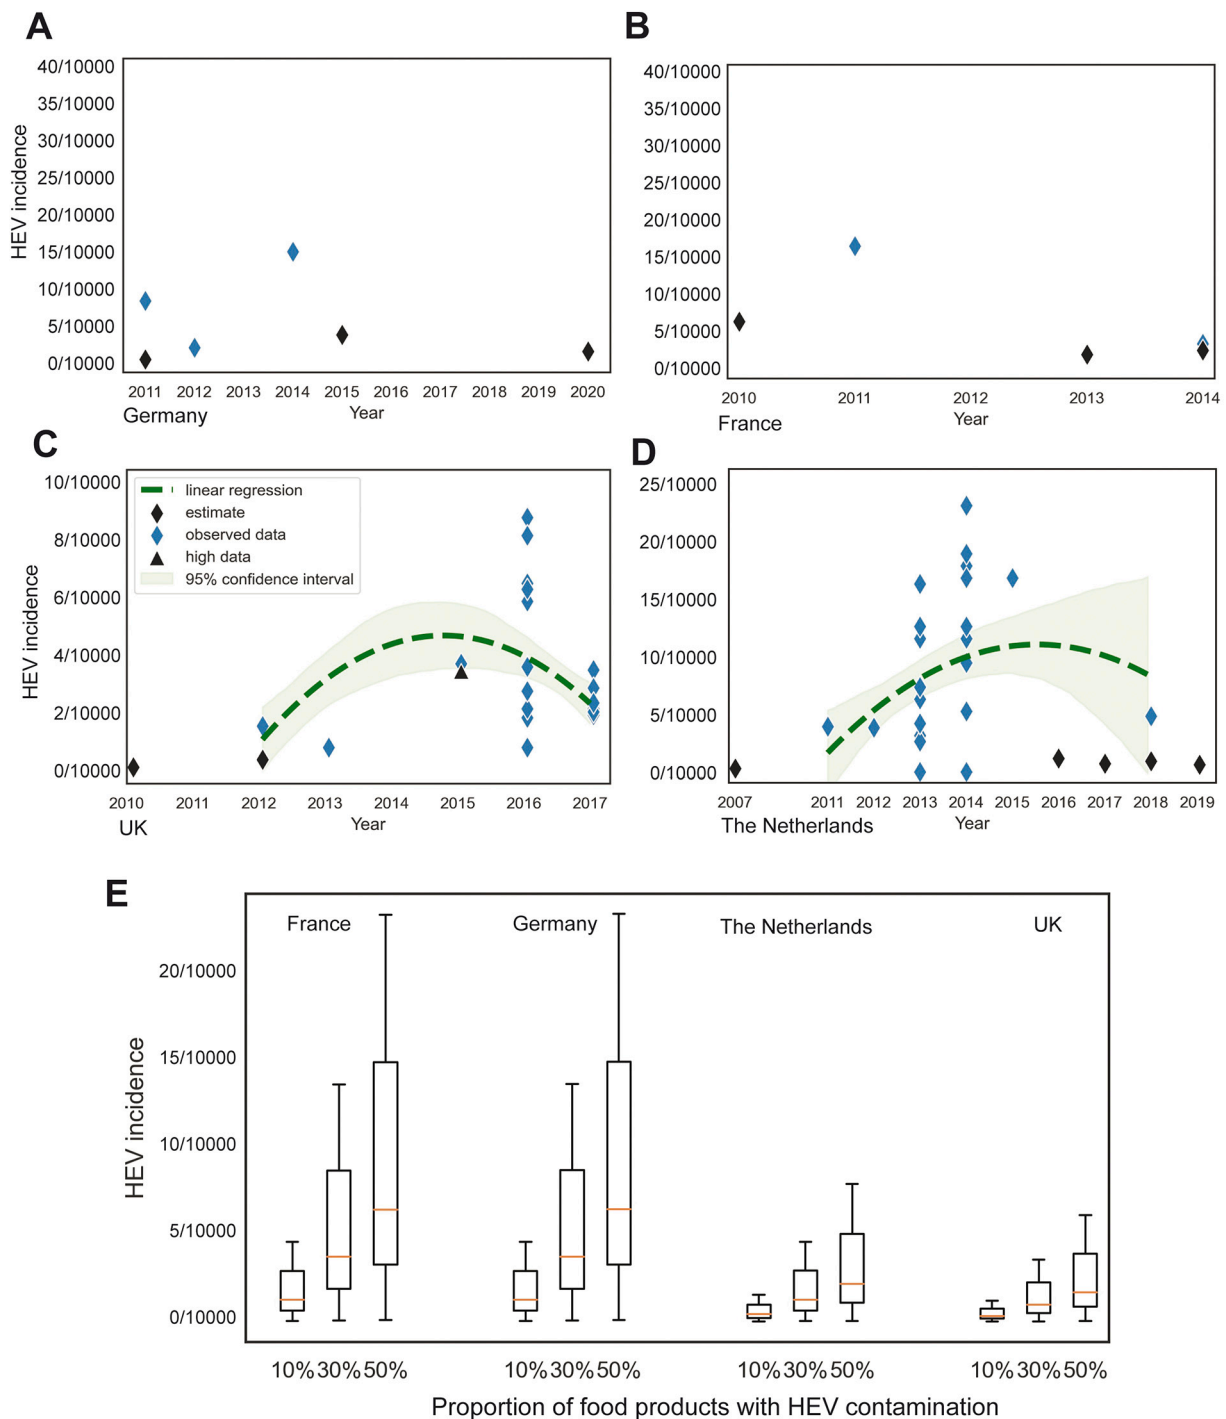 A
40/10000
35/10000
30/10000
25/10000
20/10000
15/10000
10/10000
5/10000
0/10000
HEV incidence
2011 2012 2013 2014 2015 2016 2017 2018 2019 2020
Year
Germany
B
40/10000
35/10000
30/10000
25/10000
20/10000
15/10000
10/10000
5/10000
0/10000
2010 2011 2012 2013 2014
Year
France
C
10/10000
8/10000
6/10000
4/10000
2/10000
0/10000
HEV incidence
linear regression
estimate
observed data
high data
95% confidence interval
2010 2011 2012 2013 2014 2015 2016 2017
Year
UK
D
25/10000
20/10000
15/10000
10/10000
5/10000
0/10000
2007 2011 2012 2013 2014 2015 2016 2017 2018 2019
Year
The Netherlands
E
France Germany The Netherlands UK
20/10000
15/10000
10/10000
5/10000
0/10000
HEV incidence
10%30%50% 10%30%50% 10%30%50% 10%30%50%
Proportion of food products with HEV contamination